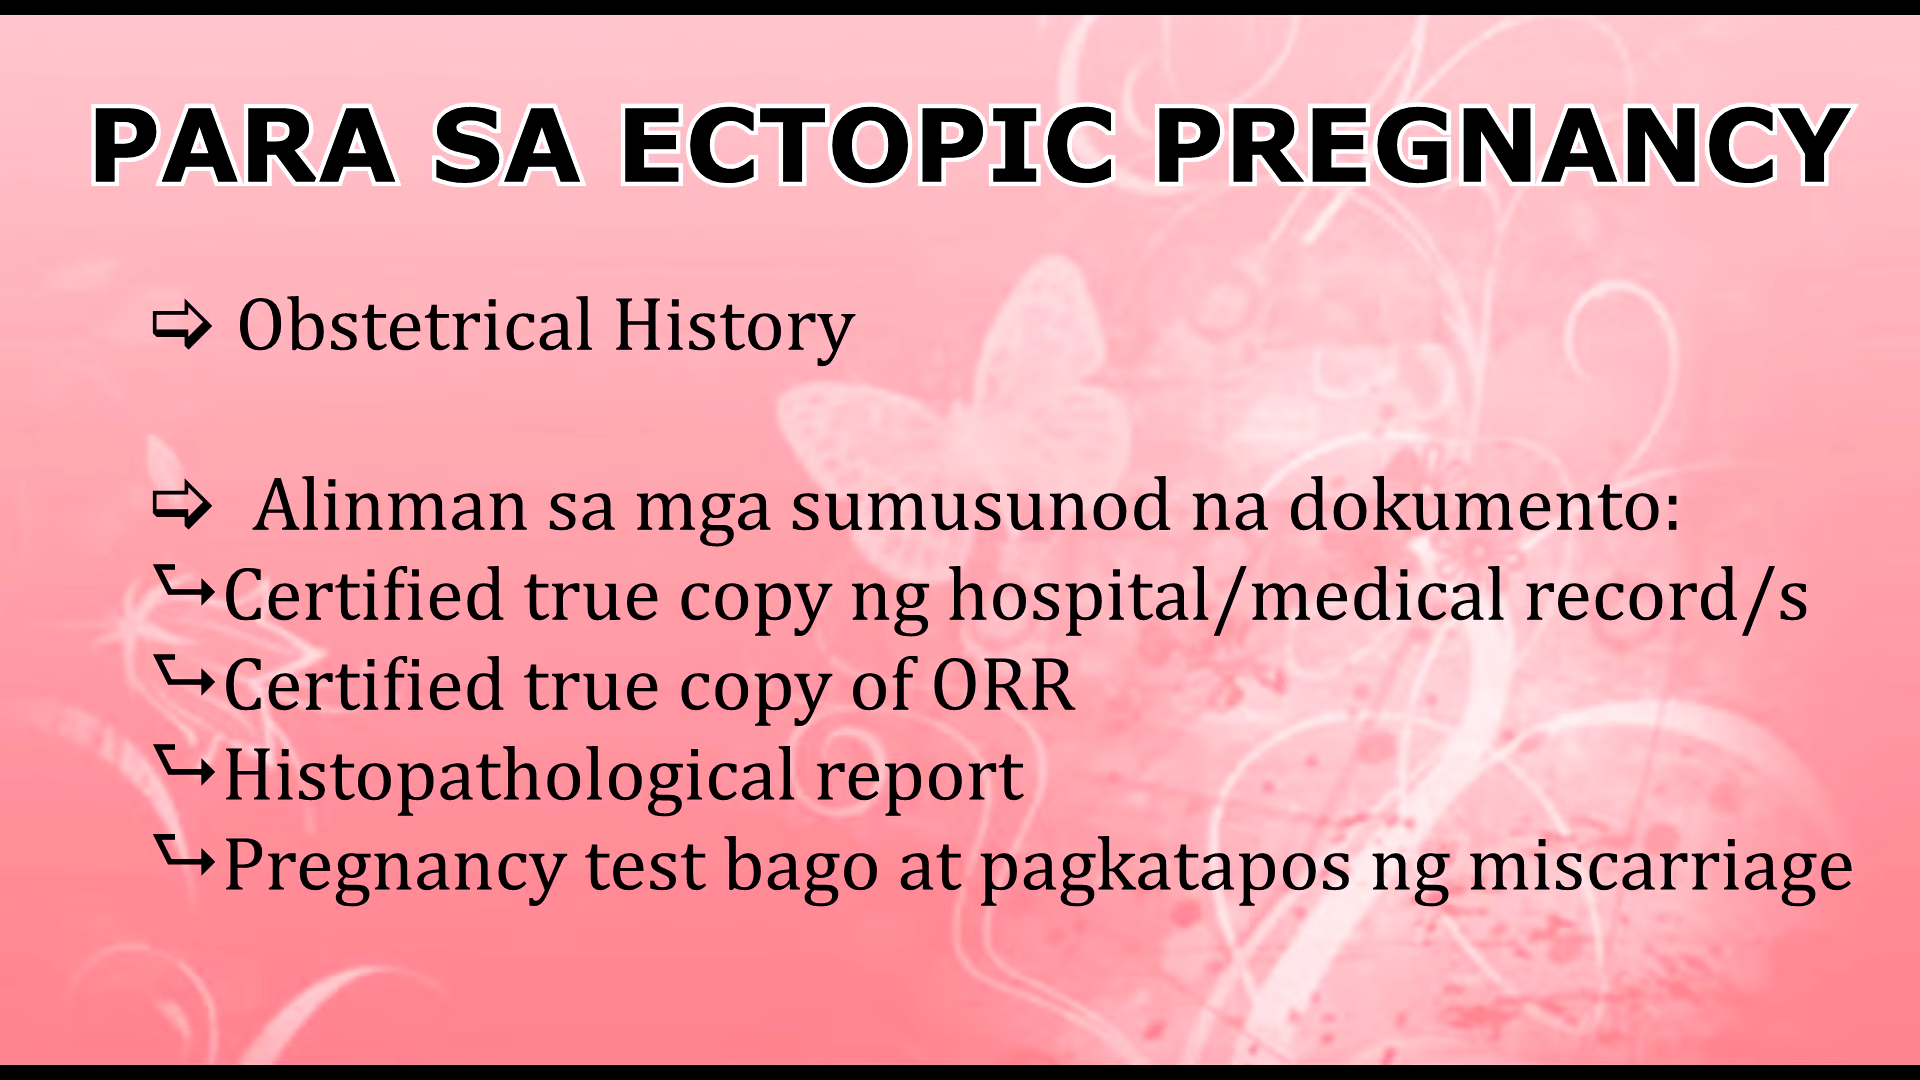 PARA SA ECTOPIC PREGNANCY
⇨ Obstetrical History
⇨ Alinman sa mga sumusunod na dokumento:
↪Certified true copy ng hospital/medical record/s
↪Certified true copy of ORR
↪Histopathological report
↪Pregnancy test bago at pagkatapos ng miscarriage